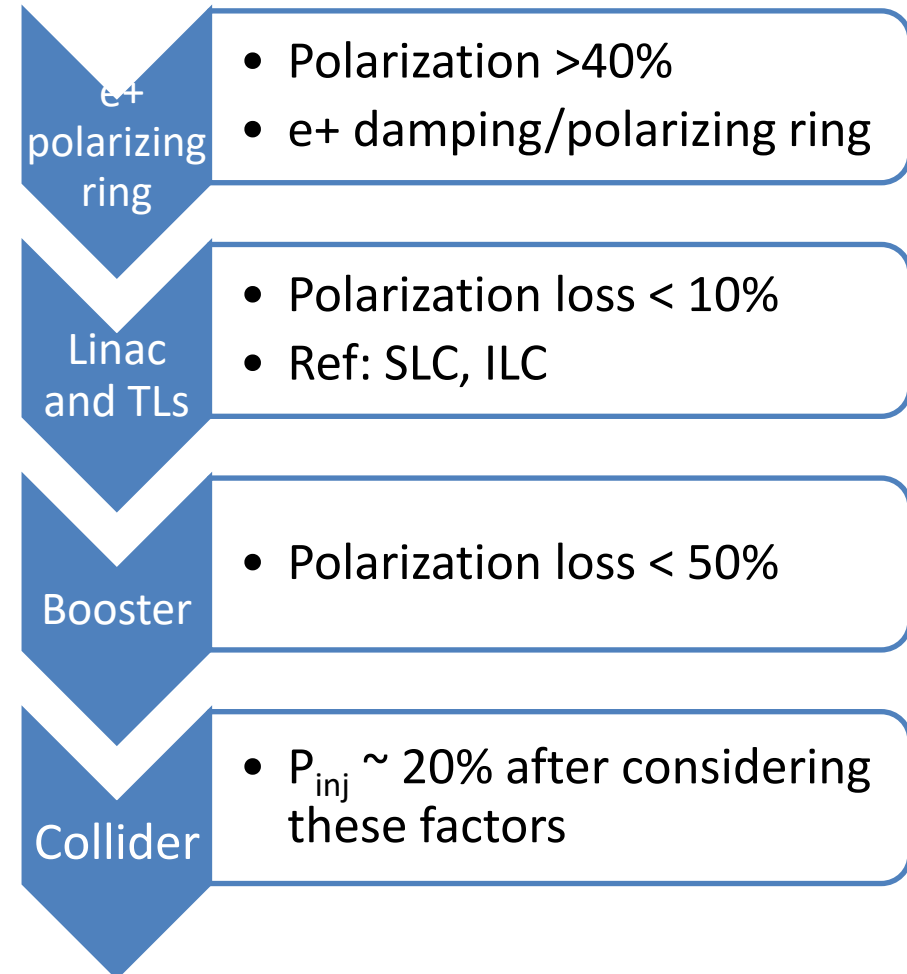 e+
polarizing
ring
• Polarization >40%
• e+ damping/polarizing ring
Linac
and TLs
• Polarization loss < 10%
• Ref: SLC, ILC
Booster
• Polarization loss < 50%
Collider
• Pinj ~ 20% after considering
these factors